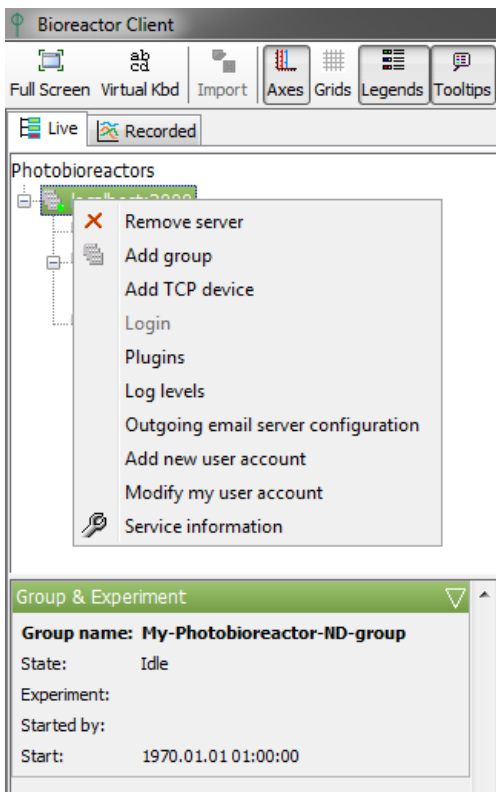 Bioreactor Client
ab
cd
Full Screen Virtual Kbd Import Axes Grids Legends Tooltips
Live Recorded
Photobioreactors
Remove server
Add group
Add TCP device
Login
Plugins
Log levels
Outgoing email server configuration
Add new user account
Modify my user account
Service information
Group & Experiment
Group name: My-Photobioreactor-ND-group
State: Idle
Experiment:
Started by:
Start: 1970.01.01 01:00:00